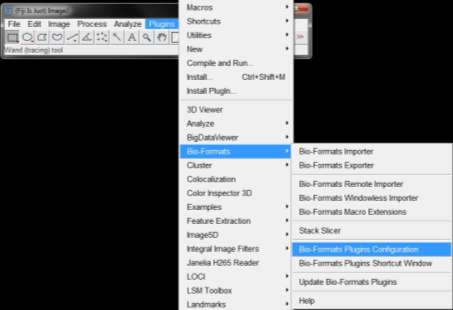 (Fiji Is Just) ImageJ
File Edit Image Process Analyze Plugins
>>
Wand (tracing) tool
Macros
Shortcuts
Utilities
New
Compile and Run...
Install... Ctrl+Shift+M
Install PlugIn...
3D Viewer
Analyze
BigDataViewer
Bio-Formats
Cluster
Colocalization
Color Inspector 3D
Examples
Feature Extraction
Image5D
Integral Image Filters
Janelia H265 Reader
LOCI
LSM Toolbox
Landmarks
Bio-Formats Importer
Bio-Formats Exporter
Bio-Formats Remote Importer
Bio-Formats Windowless Importer
Bio-Formats Macro Extensions
Stack Slicer
Bio-Formats Plugins Configuration
Bio-Formats Plugins Shortcut Window
Update Bio-Formats Plugins
Help